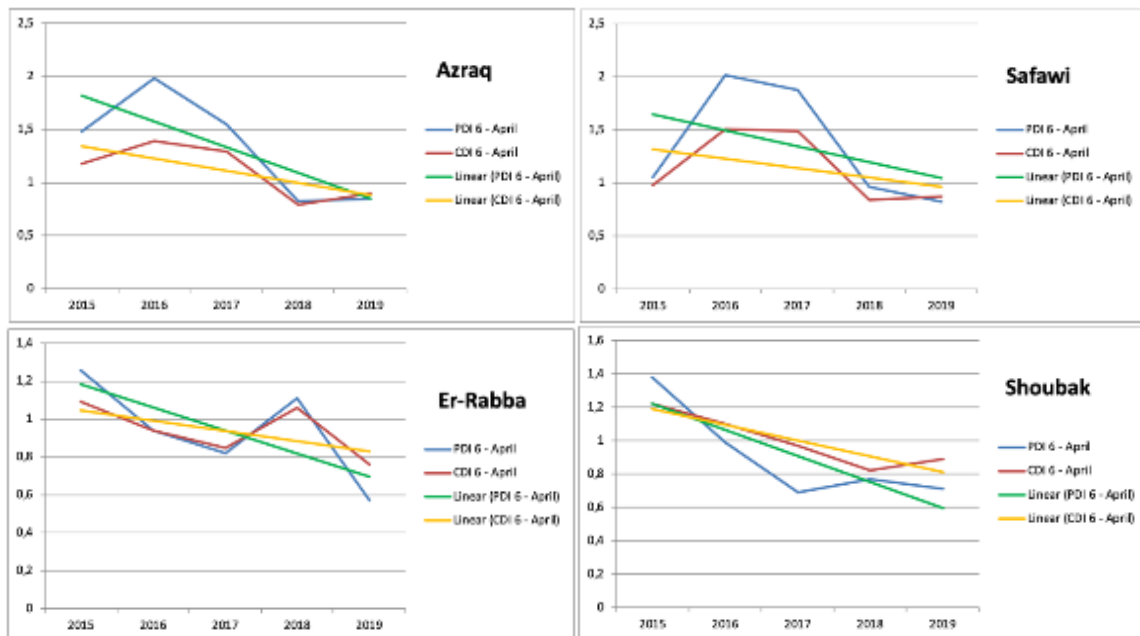 Azraq
2,5
2
1,5
1
0,5
0
2015 2016 2017 2018 2019
PDI 6 - April
CDI 6 - April
Linear (PDI 6 - April)
Linear (CDI 6 - April)
Safawi
2,5
2
1,5
1
0,5
0
2015 2016 2017 2018 2019
PDI 6 - April
CDI 6 - April
Linear (PDI 6 - April)
Linear (CDI 6 - April)
Er-Rabba
1,4
1,2
1
0,8
0,6
0,4
0,2
0
2015 2016 2017 2018 2019
PDI 6 - April
CDI 6 - April
Linear (PDI 6 - April)
Linear (CDI 6 - April)
Shoubak
1,6
1,4
1,2
1
0,8
0,6
0,4
0,2
0
2015 2016 2017 2018 2019
PDI 6 - April
CDI 6 - April
Linear (PDI 6 - April)
Linear (CDI 6 - April)